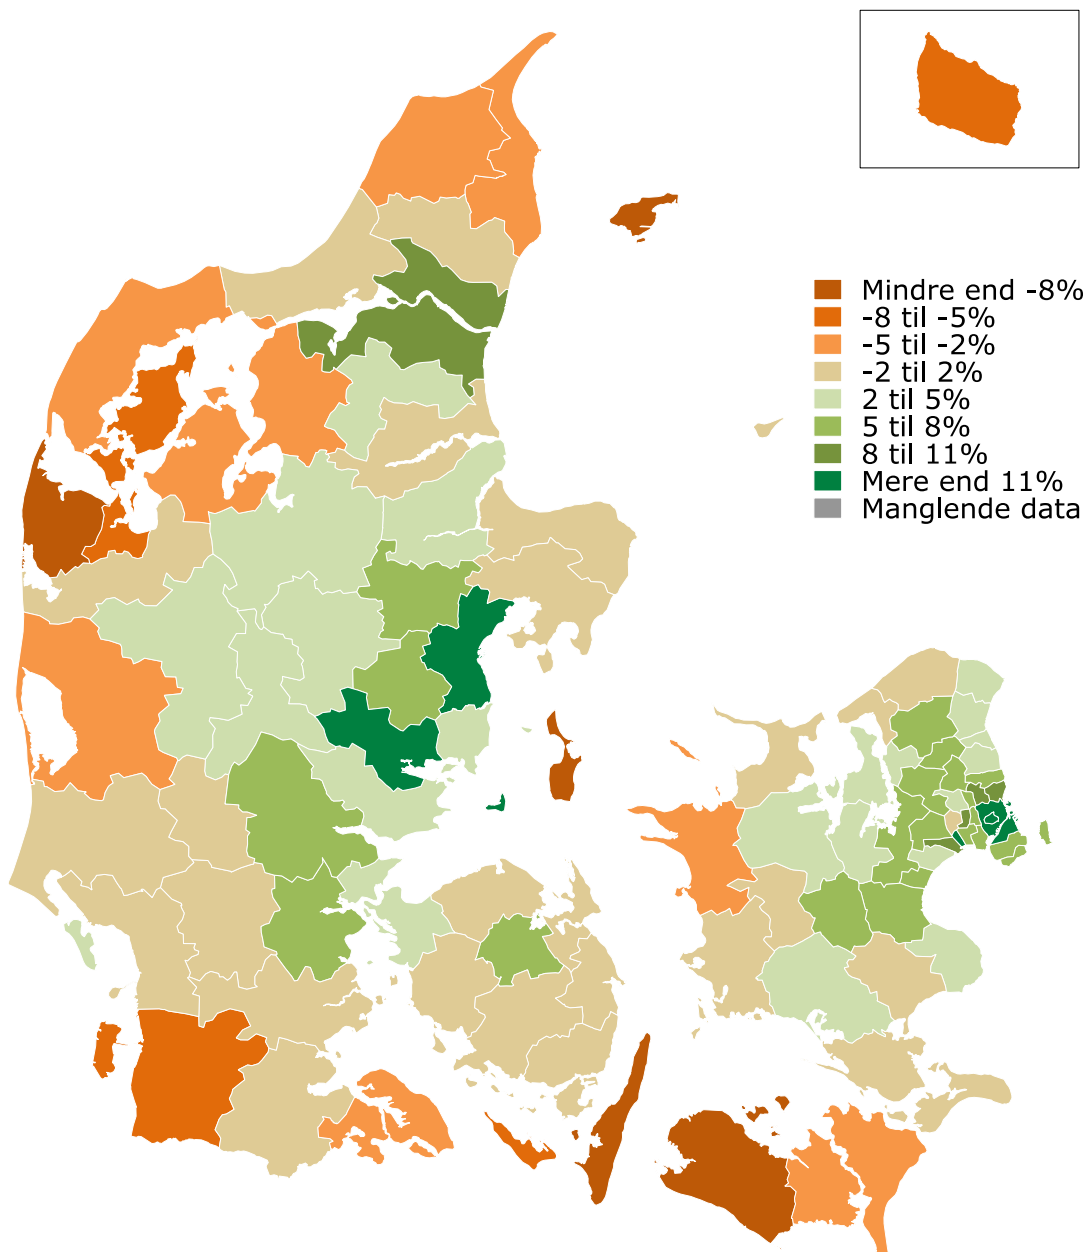 Mindre end -8%
-8 til -5%
-5 til -2%
-2 til 2%
2 til 5%
5 til 8%
8 til 11%
Mere end 11%
Manglende data